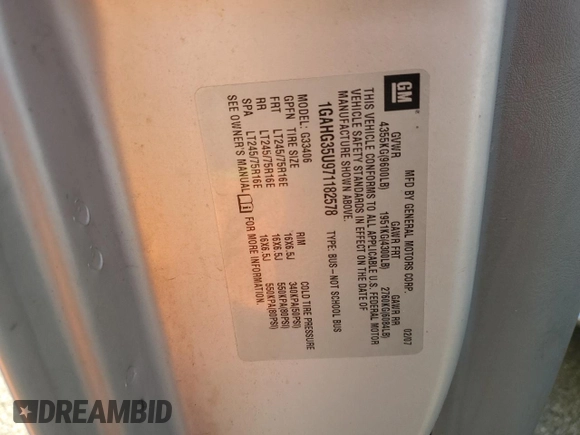 GM
MFD BY GENERAL MOTORS CORP. 02/07
GVWR GAWR FRT GAWR RR
4355KG(9600LB) 1951KG(4300LB) 2760KG(6084LB)
THIS VEHICLE CONFORMS TO ALL APPLICABLE U.S. FEDERAL MOTOR
VEHICLE SAFETY STANDARDS IN EFFECT ON THE DATE OF
MANUFACTURE SHOWN ABOVE.
1GAHG35U971182578 TYPE: BUS-NOT SCHOOL BUS
MODEL: G33406
GPFN TIRE SIZE RIM COLD TIRE PRESSURE
FRT LT245/75R16E 16X6.5J 340KPA(50PSI)
RR LT245/75R16E 16X6.5J 550KPA(80PSI)
SPA LT245/75R16E 16X6.5J 550KPA(80PSI)
SEE OWNER'S MANUAL FOR MORE INFORMATION.
DREAMBID